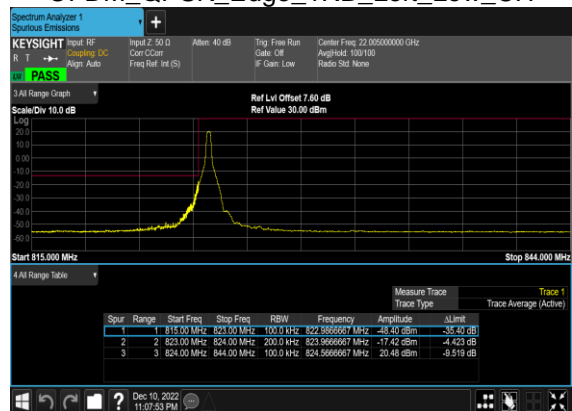 Spectrum Analyzer 1
Spurious Emissions
+
KEYSIGHT Input: RF Input Z: 50 Ω Atten: 40 dB Trig: Free Run Center Freq: 22.005000000 GHz
R T Coupling: DC Corr CCorr Gate: Off Avg|Hold: 100/100
Align: Auto Freq Ref: Int (S) IF Gain: Low Radio Std: None
LW PASS
3 All Range Graph
Ref Lvl Offset 7.60 dB
Scale/Div 10.0 dB Ref Value 30.00 dBm
Log
20.0
10.0
0.00
-10.0
-20.0
-30.0
-40.0
-50.0
-60.0
Start 815.000 MHz Stop 844.000 MHz
4 All Range Table
Measure Trace Trace 1
Trace Type Trace Average (Active)
Spur Range Start Freq Stop Freq RBW Frequency Amplitude ΔLimit
1 1 815.00 MHz 823.00 MHz 100.0 kHz 822.9866667 MHz -48.40 dBm -35.40 dB
2 2 823.00 MHz 824.00 MHz 200.0 kHz 823.9666667 MHz -17.42 dBm -4.423 dB
3 3 824.00 MHz 844.00 MHz 100.0 kHz 824.5666667 MHz 20.48 dBm -9.519 dB
? Dec 10, 2022
11:07:53 PM